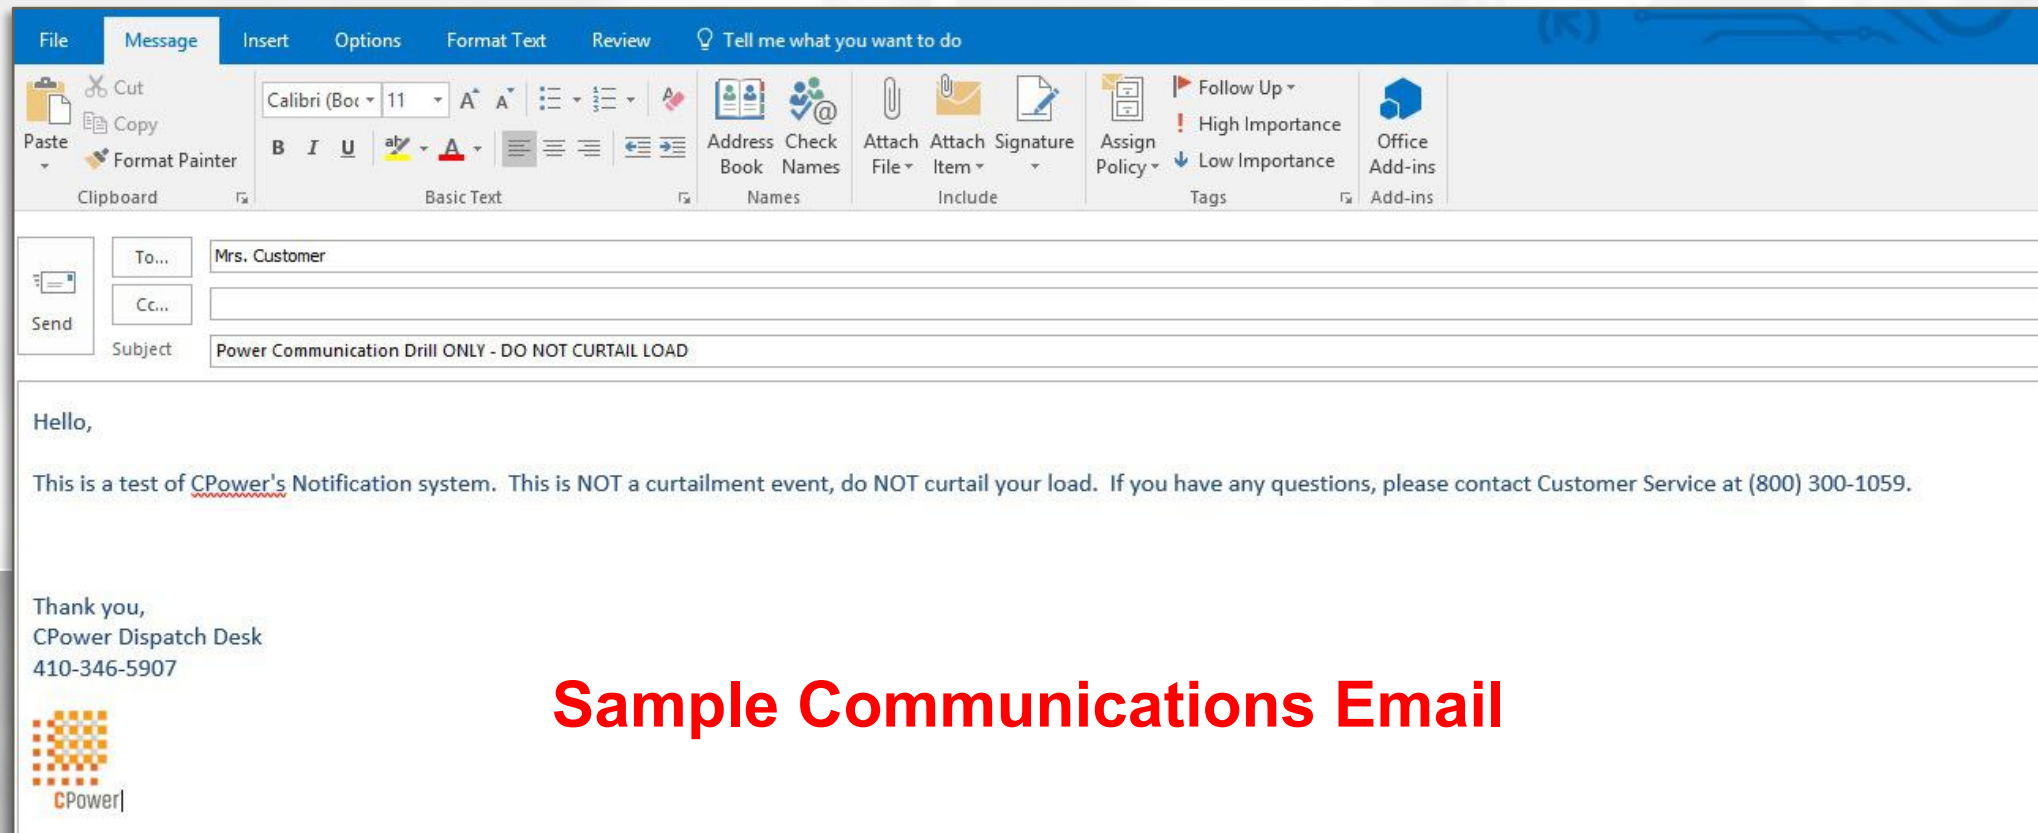 File Message Insert Options Format Text Review Tell me what you want to do
Cut
Copy
Format Painter
Paste
Clipboard
Calibri (Boc 11 A A
B I U aby A
Basic Text
Address Book
Check Names
Names
Attach File
Attach Item
Signature
Include
Assign Policy
Follow Up
! High Importance
Low Importance
Tags
Office Add-ins
Add-ins
Send
To... Mrs. Customer
Cc...
Subject Power Communication Drill ONLY - DO NOT CURTAIL LOAD
Hello,
This is a test of CPower's Notification system. This is NOT a curtailment event, do NOT curtail your load. If you have any questions, please contact Customer Service at (800) 300-1059.
Thank you,
CPower Dispatch Desk
410-346-5907
Sample Communications Email
CPower